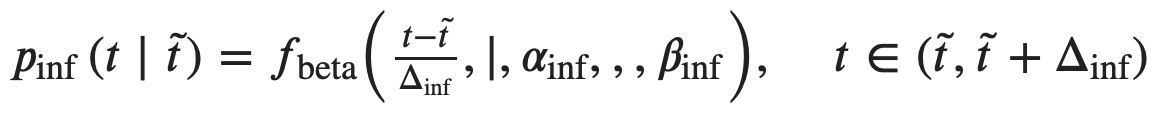 p_inf (t | t̃) = f_beta( (t−t̃)/Δ_inf , |, α_inf, , , β_inf ), t ∈ (t̃, t̃ + Δ_inf)